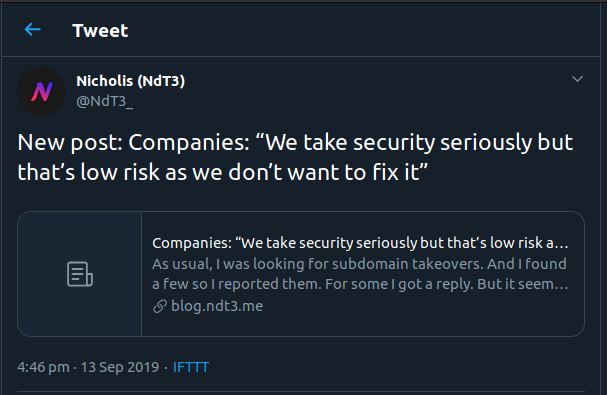 Tweet
Nicholis (NdT3)
@NdT3_
New post: Companies: “We take security seriously but
that’s low risk as we don’t want to fix it”
Companies: “We take security seriously but that’s low risk a...
As usual, I was looking for subdomain takeovers. And I found
a few so I reported them. For some I got a reply. But it seem...
blog.ndt3.me
4:46 pm · 13 Sep 2019 · IFTTT